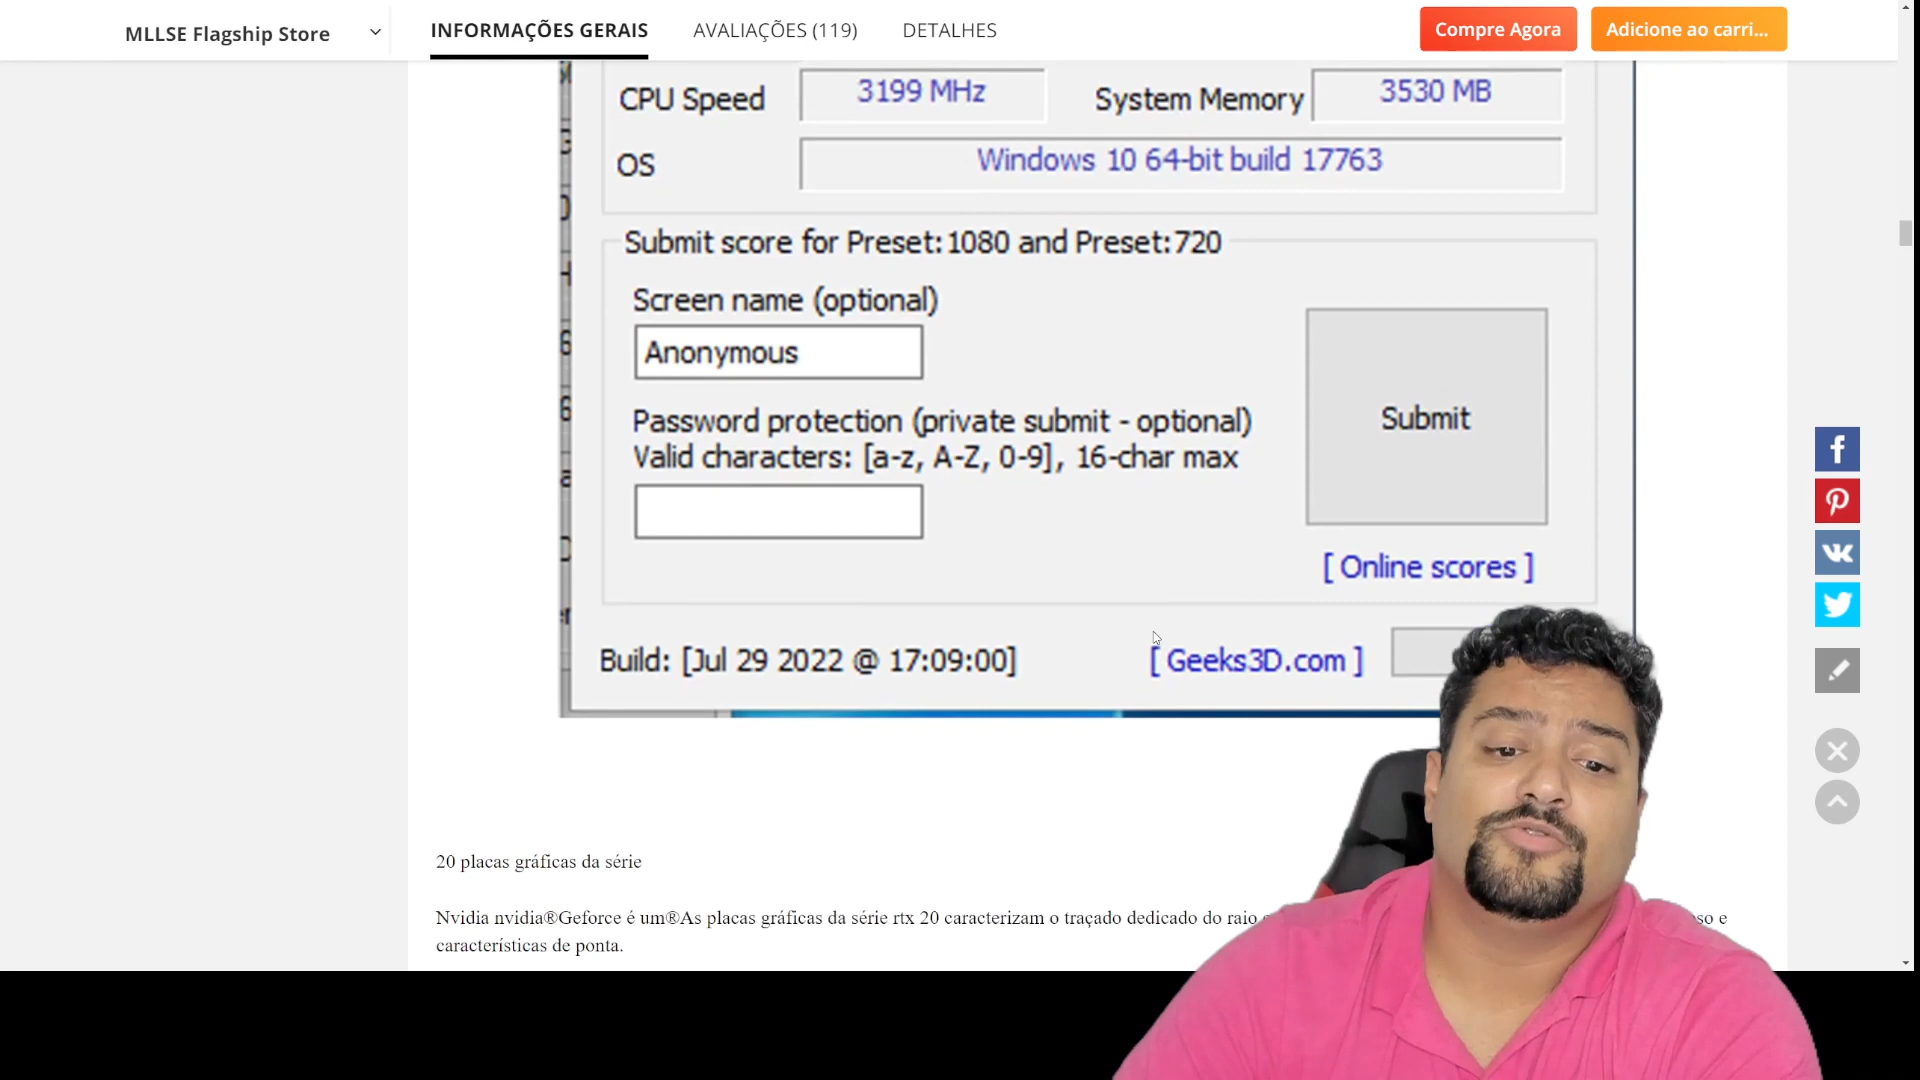 MLLSE Flagship Store
INFORMAÇÕES GERAIS
AVALIAÇÕES (119)
DETALHES
Compre Agora
Adicione ao carri...
CPU Speed
3199 MHz
System Memory
3530 MB
OS
Windows 10 64-bit build 17763
Submit score for Preset:1080 and Preset:720
Screen name (optional)
Anonymous
Password protection (private submit - optional)
Valid characters: [a-z, A-Z, 0-9], 16-char max
Submit
[ Online scores ]
Build: [Jul 29 2022 @ 17:09:00]
[ Geeks3D.com ]
20 placas gráficas da série
Nvidia nvidia®Geforce é um®As placas gráficas da série rtx 20 caracterizam o traçado dedicado do raio e
características de ponta.